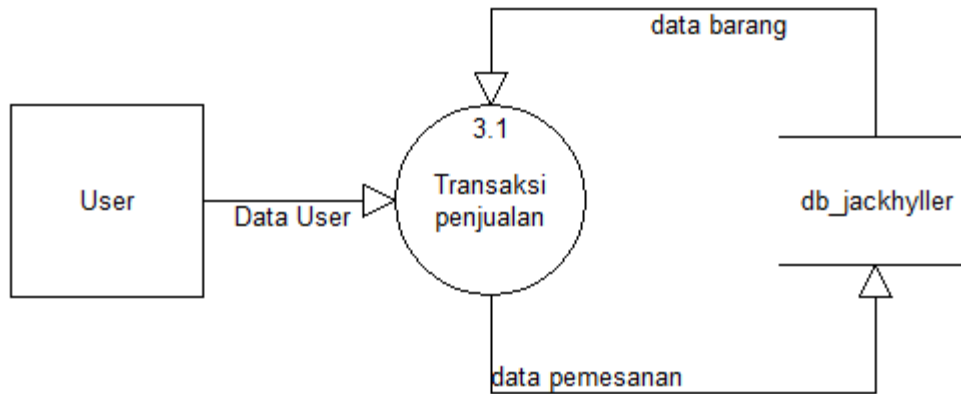 data barang
3.1
Transaksi
penjualan
User
Data User
db_jackhyller
data pemesanan